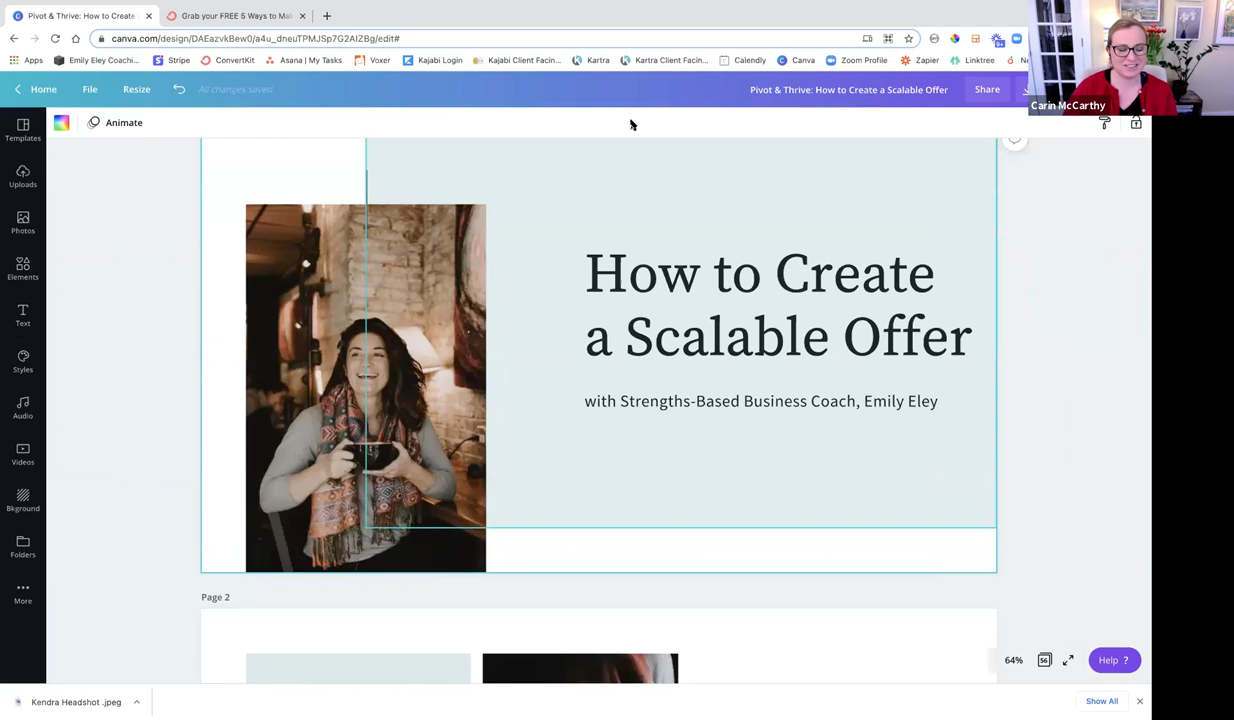 Pivot & Thrive: How to Create
Grab your FREE 5 Ways to Ma
canva.com/design/DAEazvkBew0/a4u_dneuTPMJSp7G2AIZBg/edit#
Apps
Emily Eley Coachi...
Stripe
ConvertKit
Asana | My Tasks
Voxer
Kajabi Login
Kajabi Client Facin...
Kartra
Kartra Client Facin...
Calendly
Canva
Zoom Profile
Zapier
Linktree
Home
File
Resize
All changes saved
Pivot & Thrive: How to Create a Scalable Offer
Share
Carin McCarthy
Animate
Templates
Uploads
Photos
Elements
Text
Styles
Audio
Videos
Bkground
Folders
More
How to Create
a Scalable Offer
with Strengths-Based Business Coach, Emily Eley
Page 2
64%
56
Help ?
Kendra Headshot .jpeg
Show All